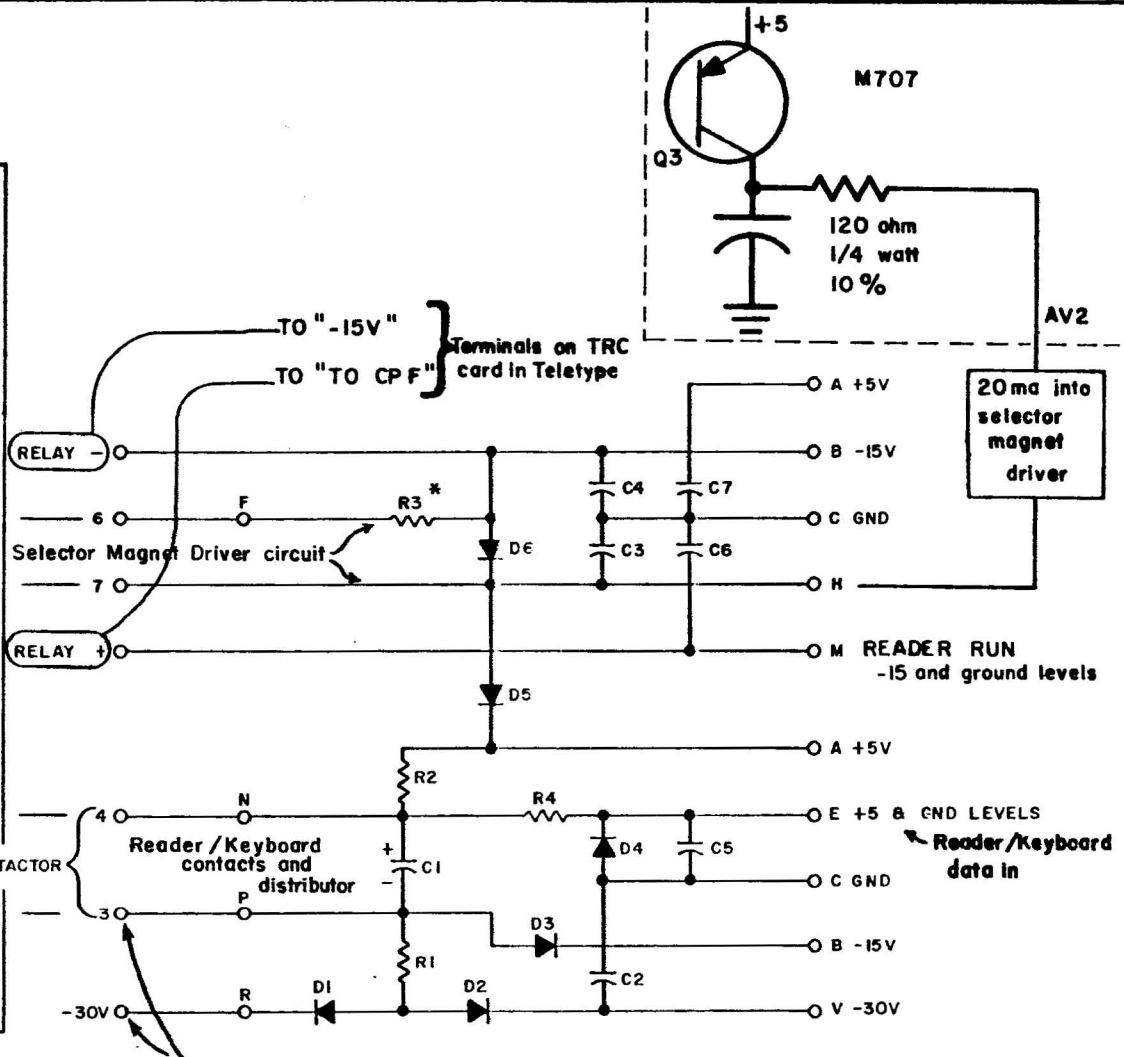 +5
M707
Q3
120 ohm
1/4 watt
10%
AV2
TO "-15V"
TO "TO CPF"
Terminals on TRC
card in Teletype
20 ma into
selector
magnet
driver
A +5V
RELAY -
B -15V
C4
C7
6
F
R3 *
C GND
Selector Magnet Driver circuit
D6
C3
C6
7
H
RELAY +
M READER RUN
-15 and ground levels
D5
A +5V
R2
4
N
R4
E +5 & GND LEVELS
Reader/Keyboard
data in
TACTOR
Reader/Keyboard
contacts and
distributor
+
C1
-
D4
C5
C GND
3
P
D3
B -15V
R1
C2
-30V
R
D1
D2
V -30V